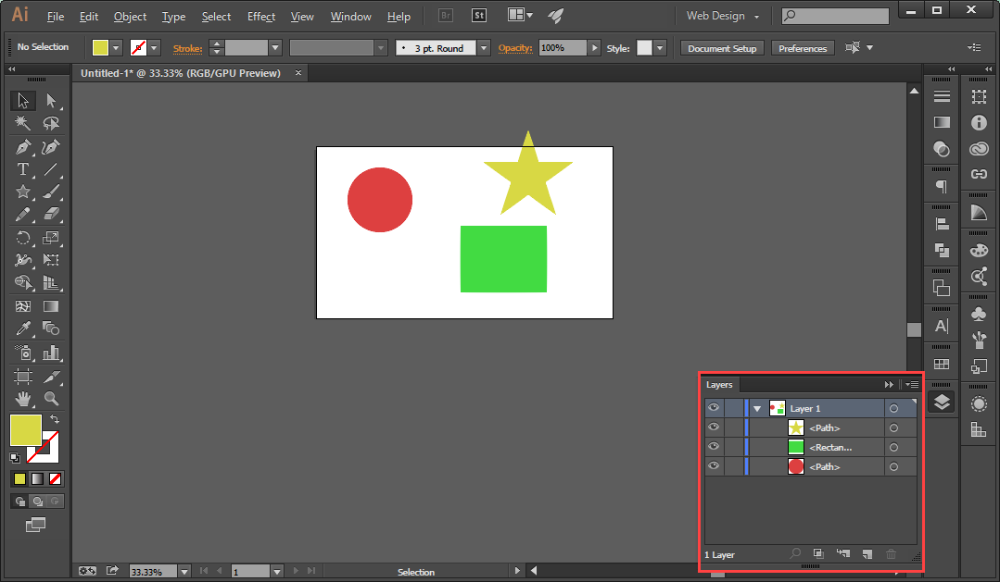 Ai File Edit Object Type Select Effect View Window Help Br St Web Design
No Selection Stroke: 3 pt. Round Opacity: 100% Style: Document Setup Preferences
Untitled-1* @ 33.33% (RGB/GPU Preview) ×
T
A
Layers
Layer 1
<Path>
<Rectan...
<Path>
1 Layer
33.33% 1 Selection